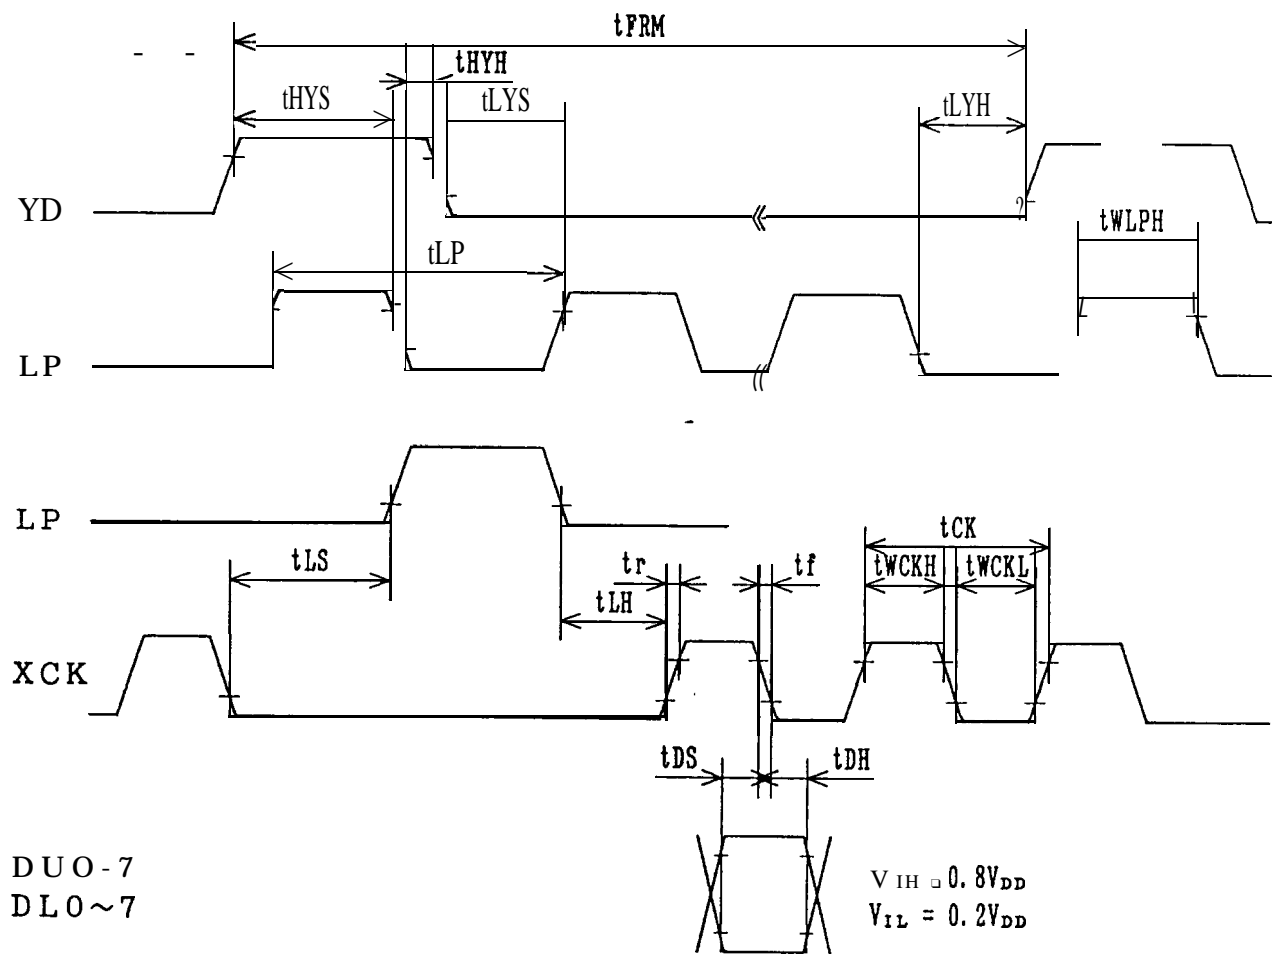 tFRM
tHYH
tHYS
tLYS
tLYH
YD
tWLPH
tLP
LP
LP
tCK
tLS
tr
tf
tWCKH
tWCKL
tLH
XCK
tDS
tDH
DUO-7
DL0~7
VIH □ 0.8VDD
VIL = 0.2VDD